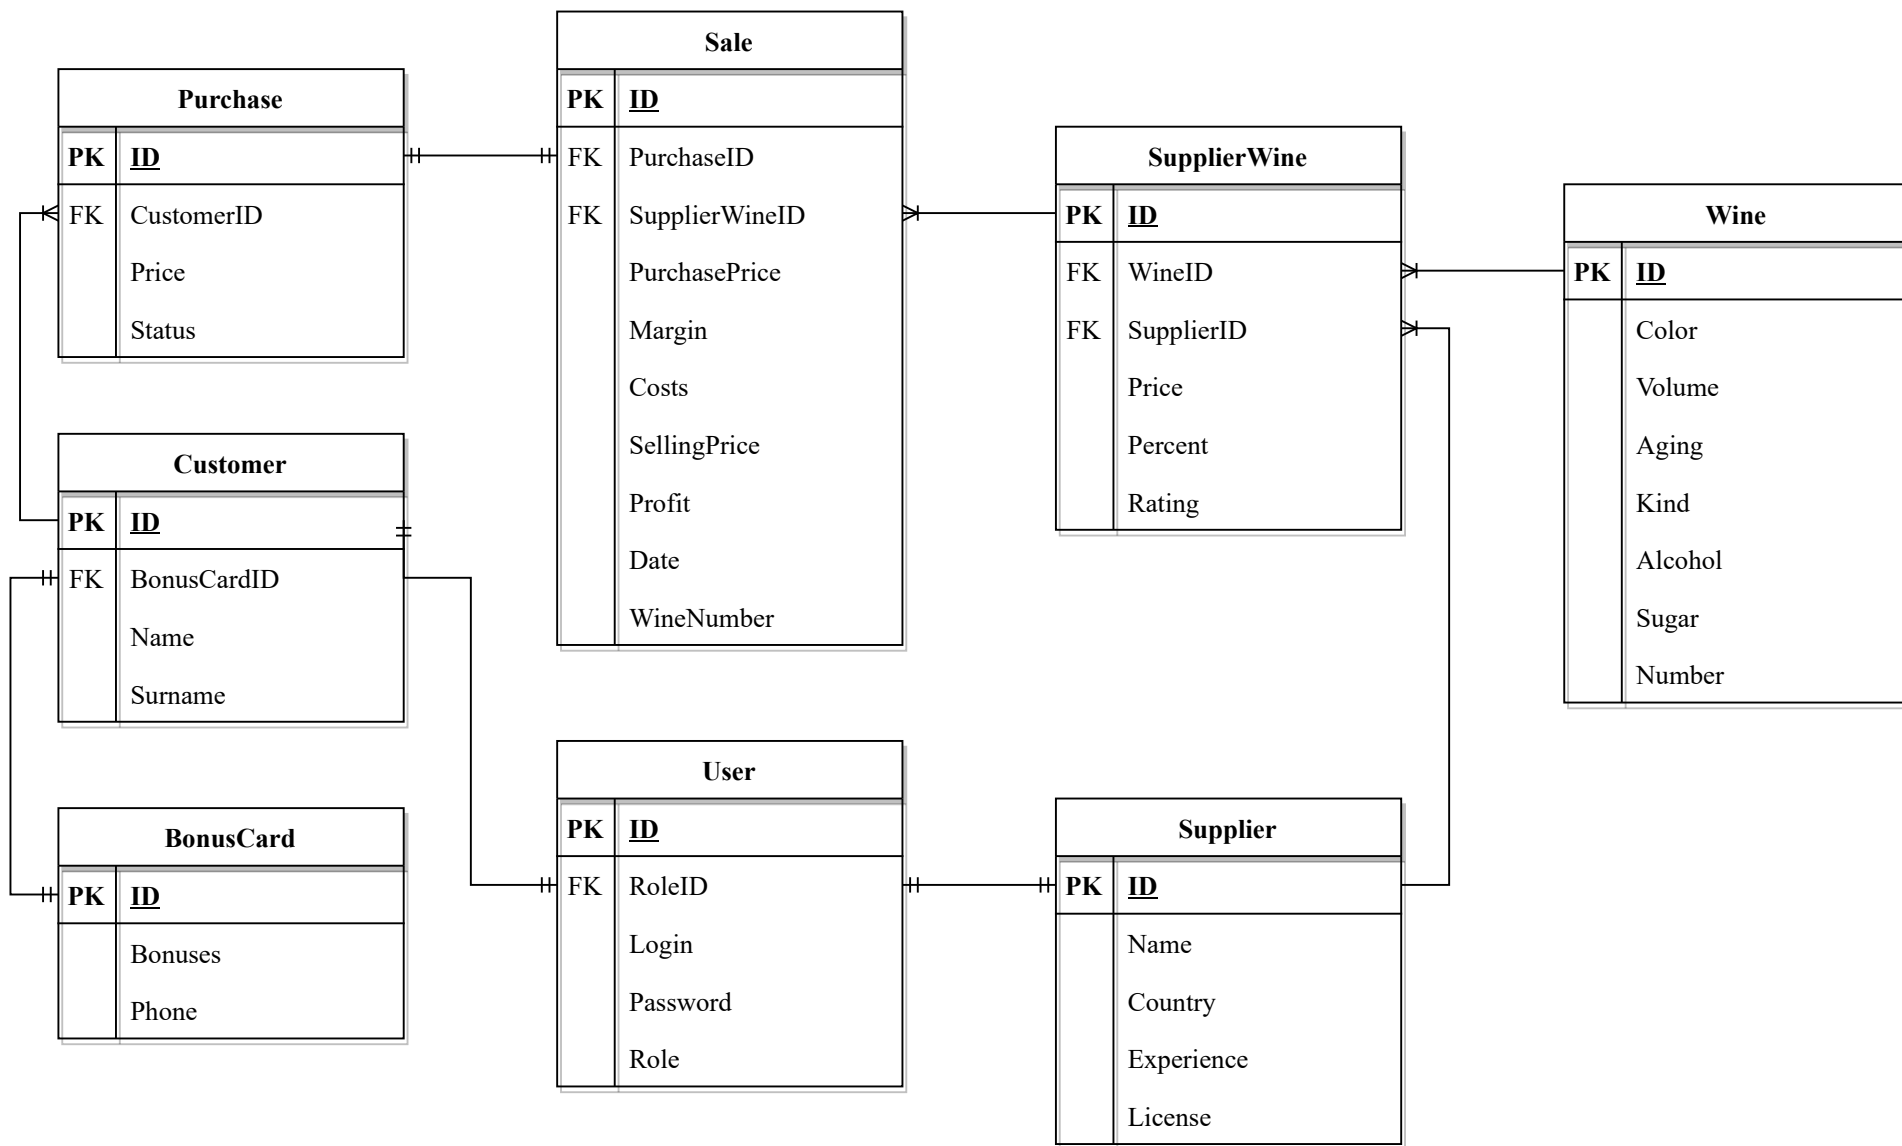 Purchase
PK ID
FK CustomerID
Price
Status
Customer
PK ID
FK BonusCardID
Name
Surname
BonusCard
PK ID
Bonuses
Phone
Sale
PK ID
FK PurchaseID
FK SupplierWineID
PurchasePrice
Margin
Costs
SellingPrice
Profit
Date
WineNumber
User
PK ID
FK RoleID
Login
Password
Role
SupplierWine
PK ID
FK WineID
FK SupplierID
Price
Percent
Rating
Supplier
PK ID
Name
Country
Experience
License
Wine
PK ID
Color
Volume
Aging
Kind
Alcohol
Sugar
Number